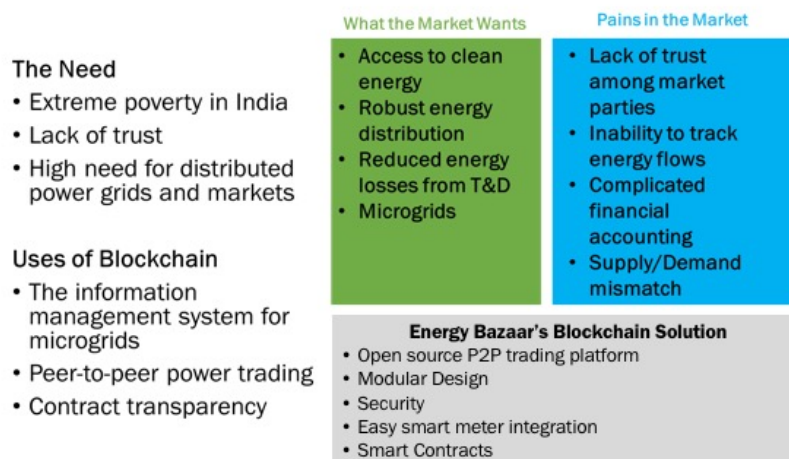 The Need
• Extreme poverty in India
• Lack of trust
• High need for distributed
power grids and markets
Uses of Blockchain
• The information
management system for
microgrids
• Peer-to-peer power trading
• Contract transparency
What the Market Wants
• Access to clean
energy
• Robust energy
distribution
• Reduced energy
losses from T&D
• Microgrids
Pains in the Market
• Lack of trust
among market
parties
• Inability to track
energy flows
• Complicated
financial
accounting
• Supply/Demand
mismatch
Energy Bazaar's Blockchain Solution
• Open source P2P trading platform
• Modular Design
• Security
• Easy smart meter integration
• Smart Contracts